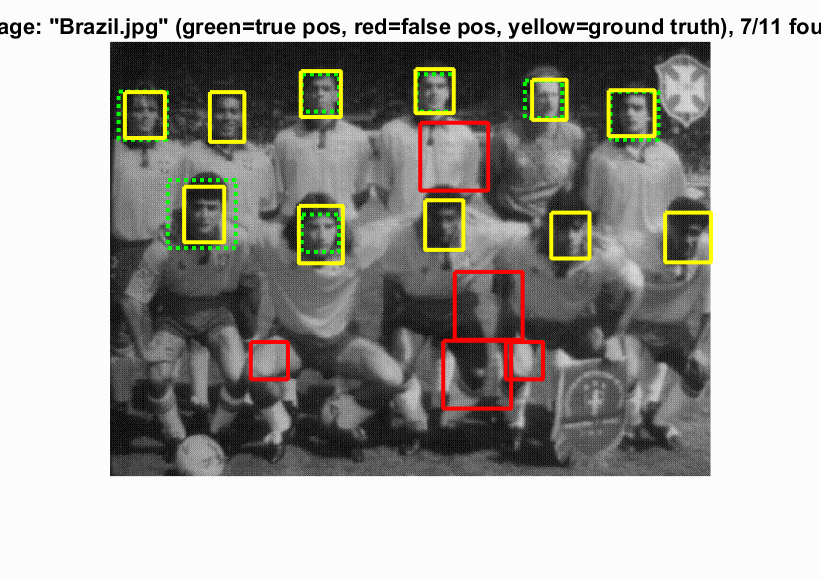 age: "Brazil.jpg" (green=true pos, red=false pos, yellow=ground truth), 7/11 fou